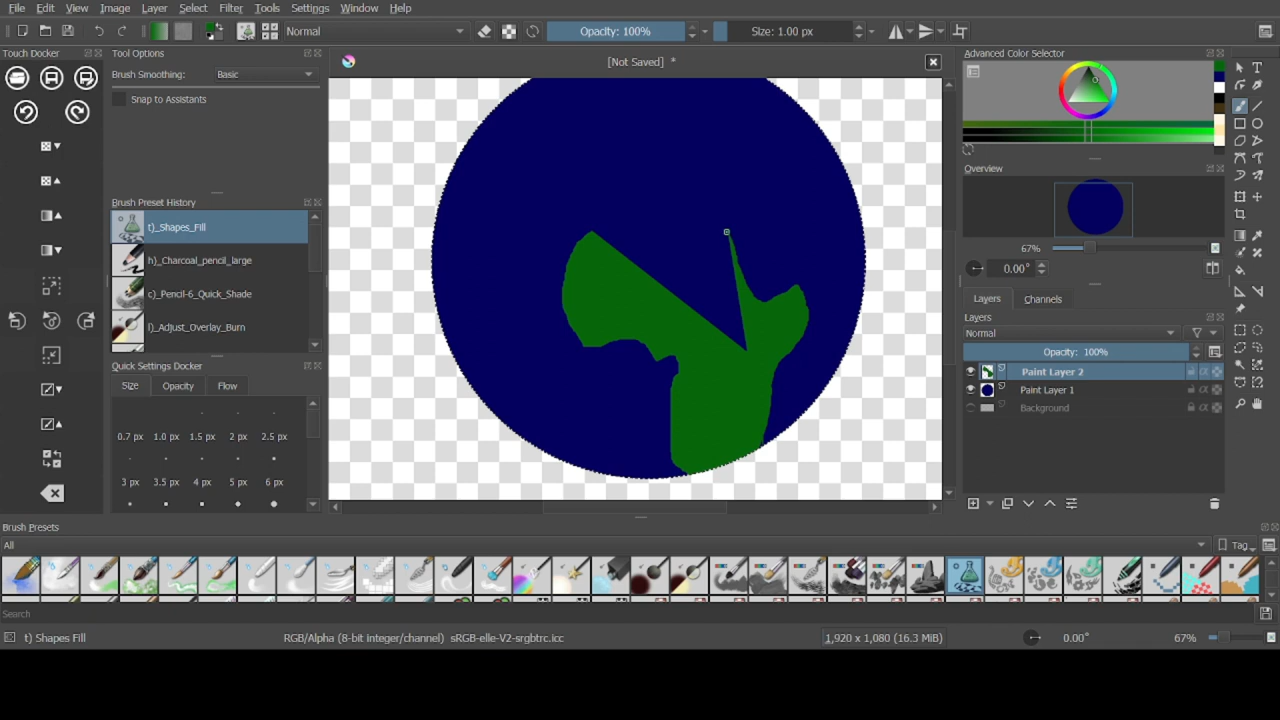 File Edit View Image Layer Select Filter Tools Settings Window Help
Normal Opacity: 100% Size: 1.00 px
Touch Docker
Tool Options
Brush Smoothing: Basic
Snap to Assistants
Brush Preset History
t)_Shapes_Fill
h)_Charcoal_pencil_large
c)_Pencil-6_Quick_Shade
l)_Adjust_Overlay_Burn
Quick Settings Docker
Size Opacity Flow
0.7 px 1.0 px 1.5 px 2 px 2.5 px
3 px 3.5 px 4 px 5 px 6 px
[Not Saved] *
Advanced Color Selector
Overview
67%
0.00°
Layers Channels
Layers
Normal
Opacity: 100%
Paint Layer 2
Paint Layer 1
Background
Brush Presets
All Tag
Search
t) Shapes Fill RGB/Alpha (8-bit integer/channel) sRGB-elle-V2-srgbtrc.icc 1,920 x 1,080 (16.3 MiB) 0.00° 67%